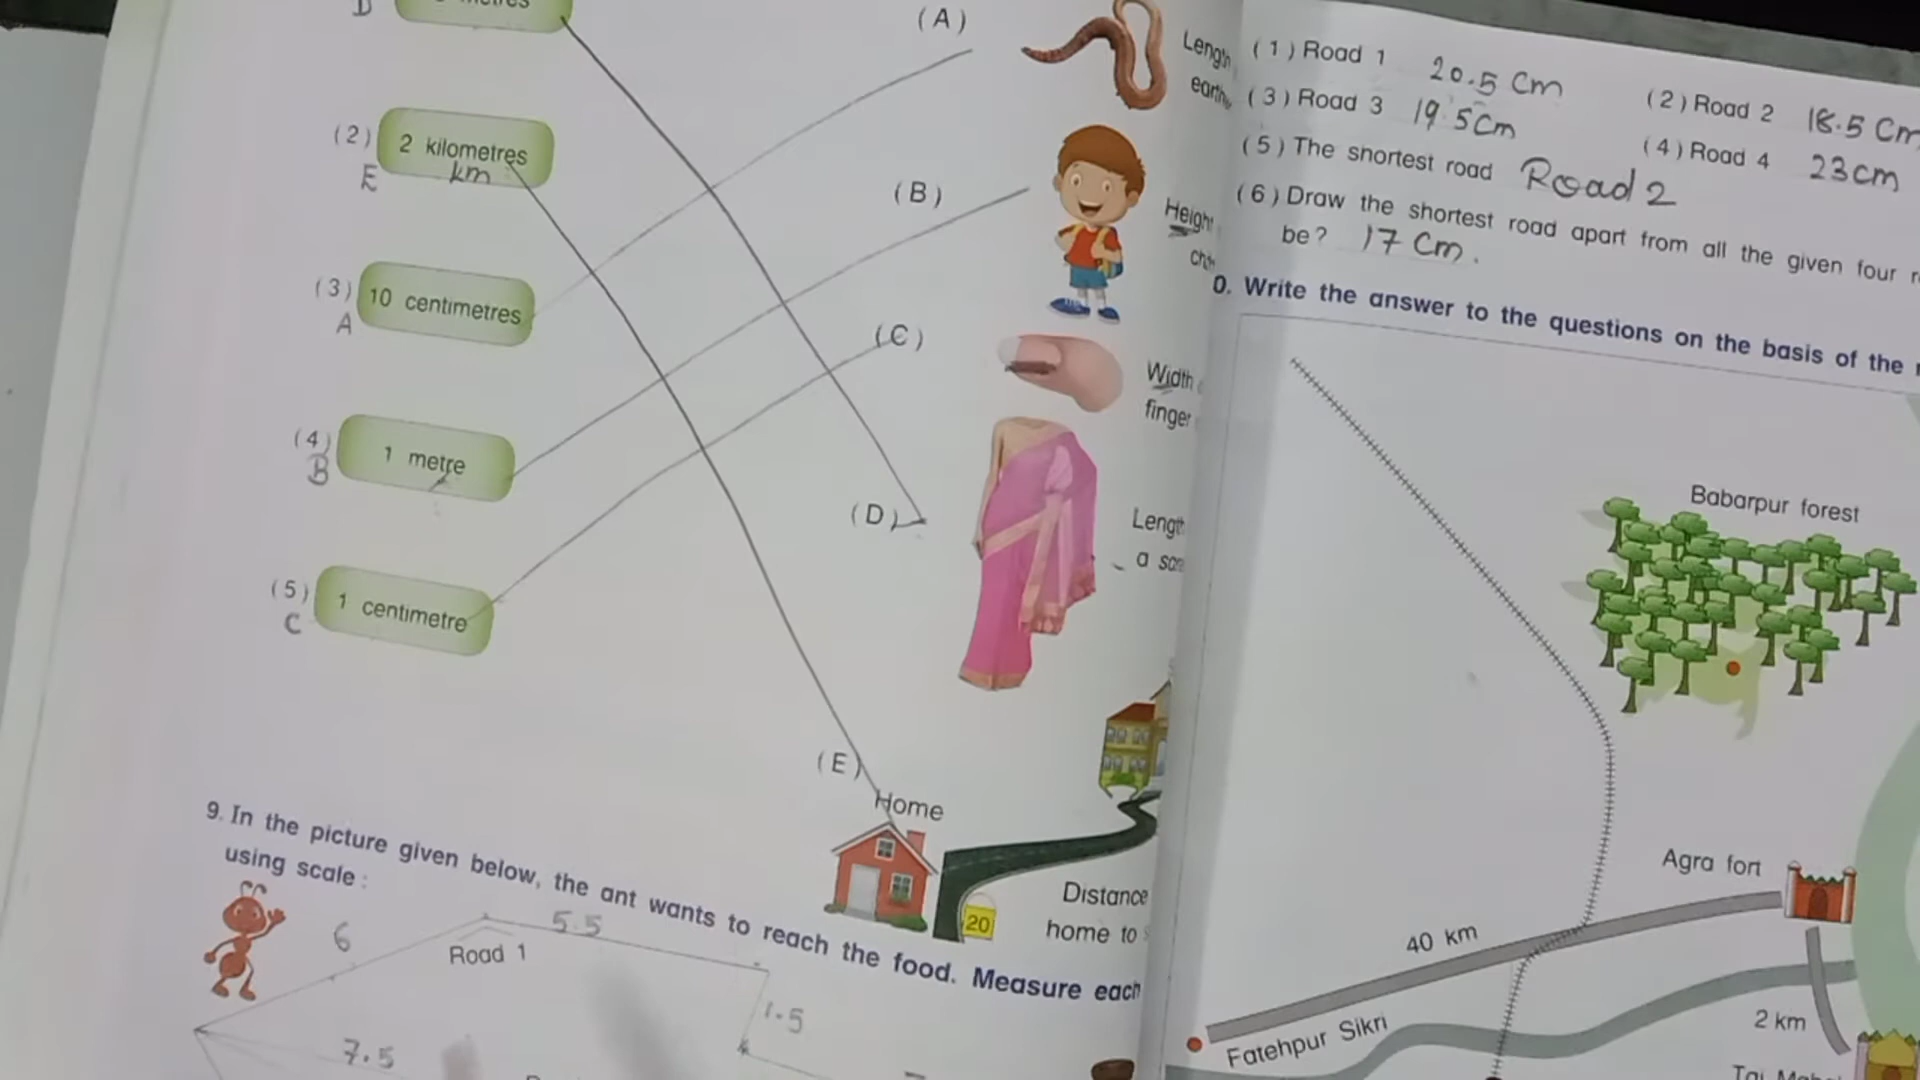 D
(2) 2 kilometres
km
E
(3) 10 centimetres
A
(4) 1 metre
B
(5) 1 centimetre
C
(A)
(B)
(C)
(D)
(E)
Home
Width
finger
Distance
home to
20
9. In the picture given below, the ant wants to reach the food. Measure each
using scale :
6
Road 1
5.5
1.5
7.5
(1) Road 1 20.5 Cm
(2) Road 2 18.5 Cm
(3) Road 3 19.5Cm
(4) Road 4 23cm
(5) The shortest road Road 2
(6) Draw the shortest road apart from all the given four
be? 17 Cm.
0. Write the answer to the questions on the basis of the
Babarpur forest
Agra fort
40 km
Fatehpur Sikri
2 km